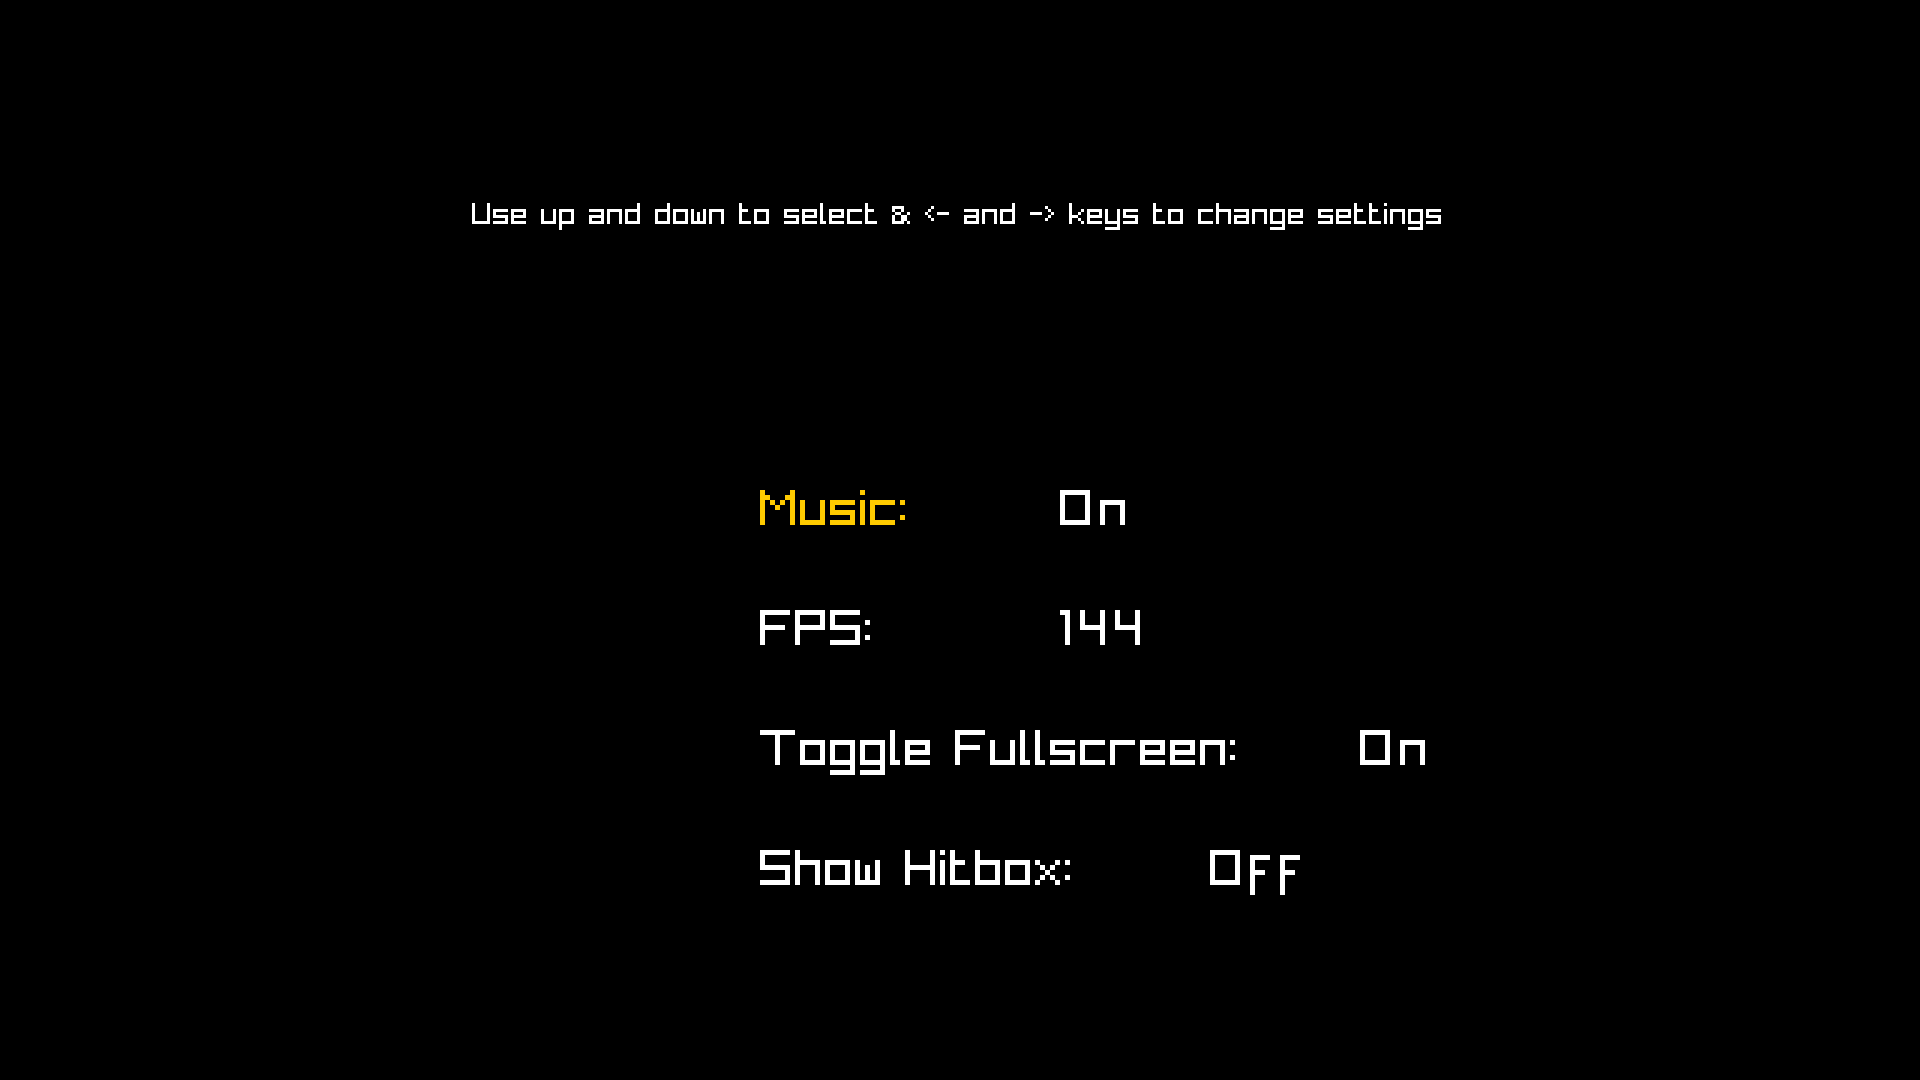 Use up and down to select & <- and -> keys to change settings
Music: On
FPS: 144
Toggle Fullscreen: On
Show Hitbox: Off